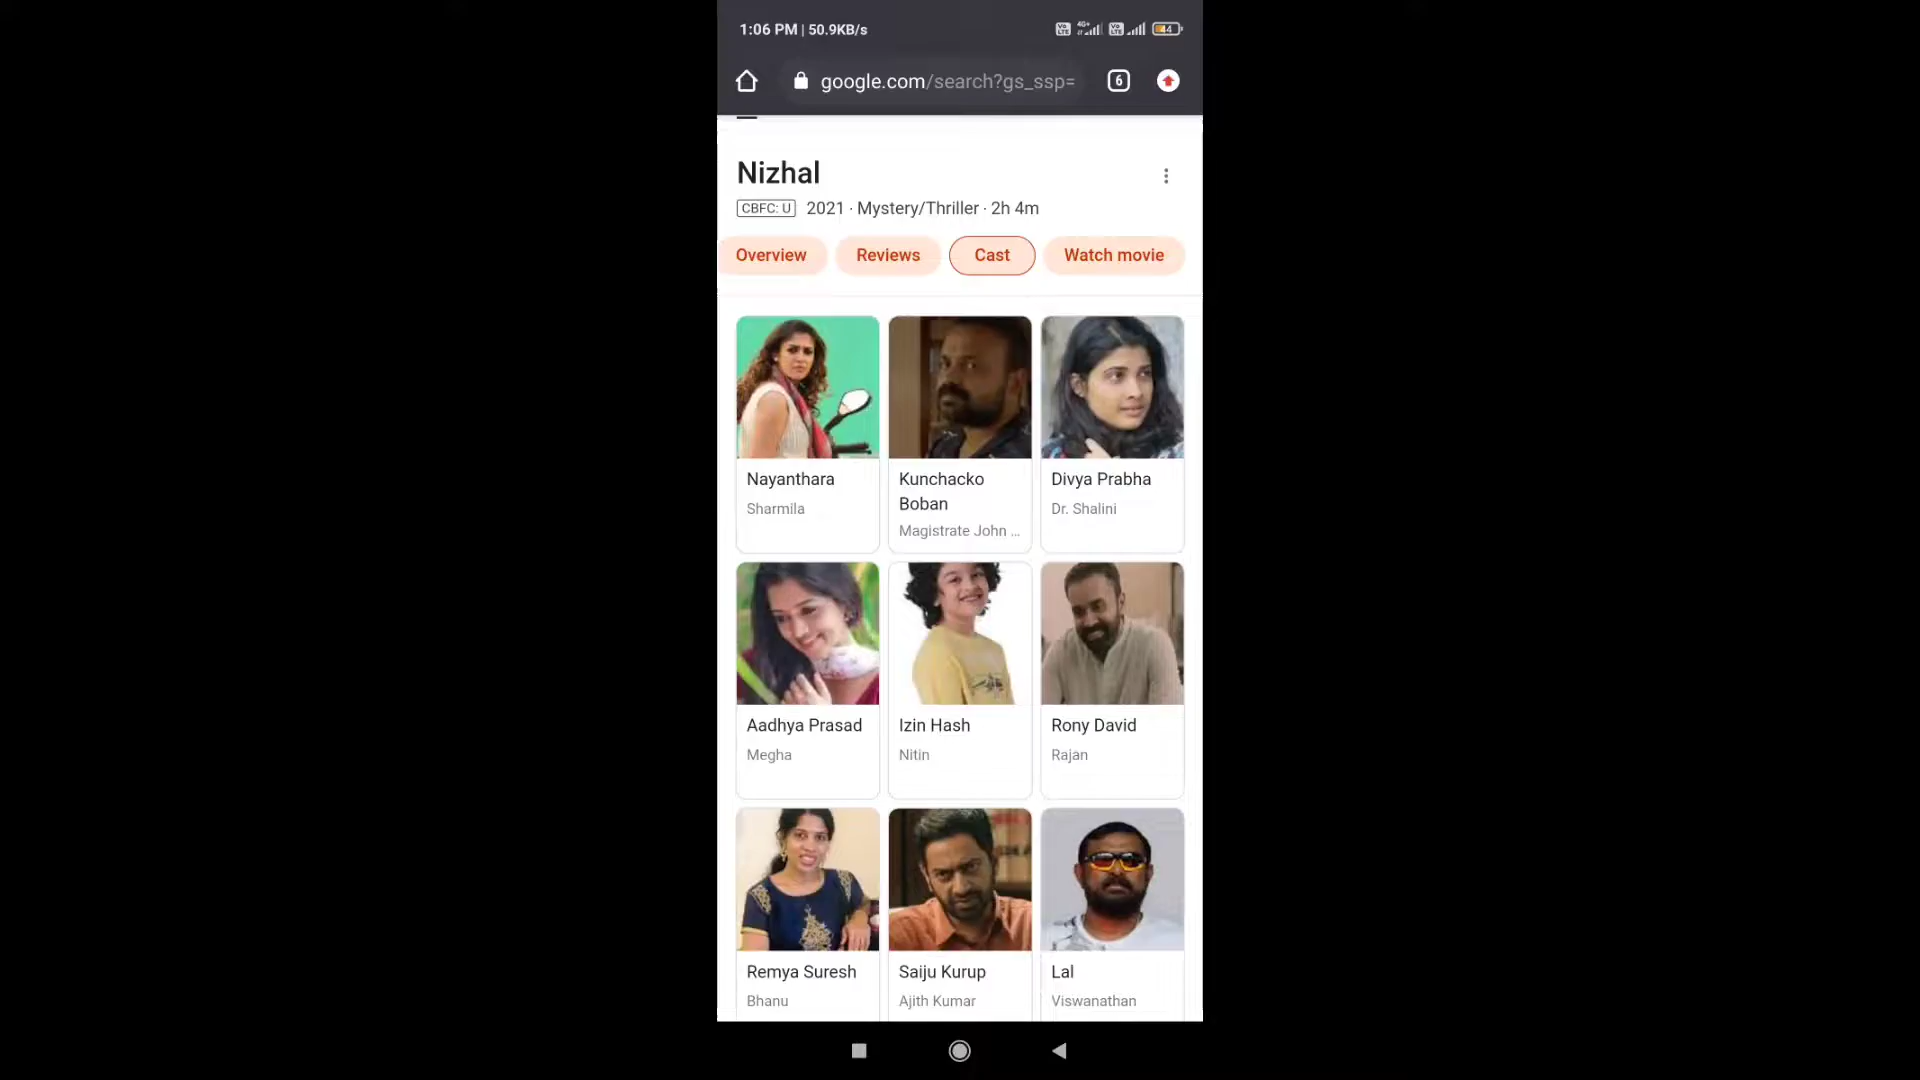 1:06 PM | 50.9KB/s
4G+
44
google.com/search?gs_ssp=
6
Nizhal
CBFC: U 2021 · Mystery/Thriller · 2h 4m
Overview Reviews Cast Watch movie
Nayanthara
Sharmila
Kunchacko
Boban
Magistrate John ...
Divya Prabha
Dr. Shalini
Aadhya Prasad
Megha
Izin Hash
Nitin
Rony David
Rajan
Remya Suresh
Bhanu
Saiju Kurup
Ajith Kumar
Lal
Viswanathan